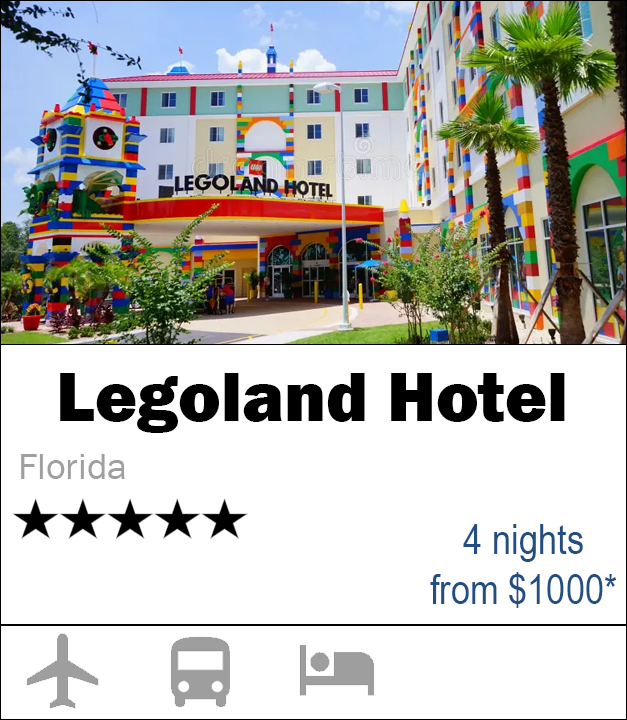 LEGOLAND HOTEL
Legoland Hotel
Florida
4 nights
from $1000*